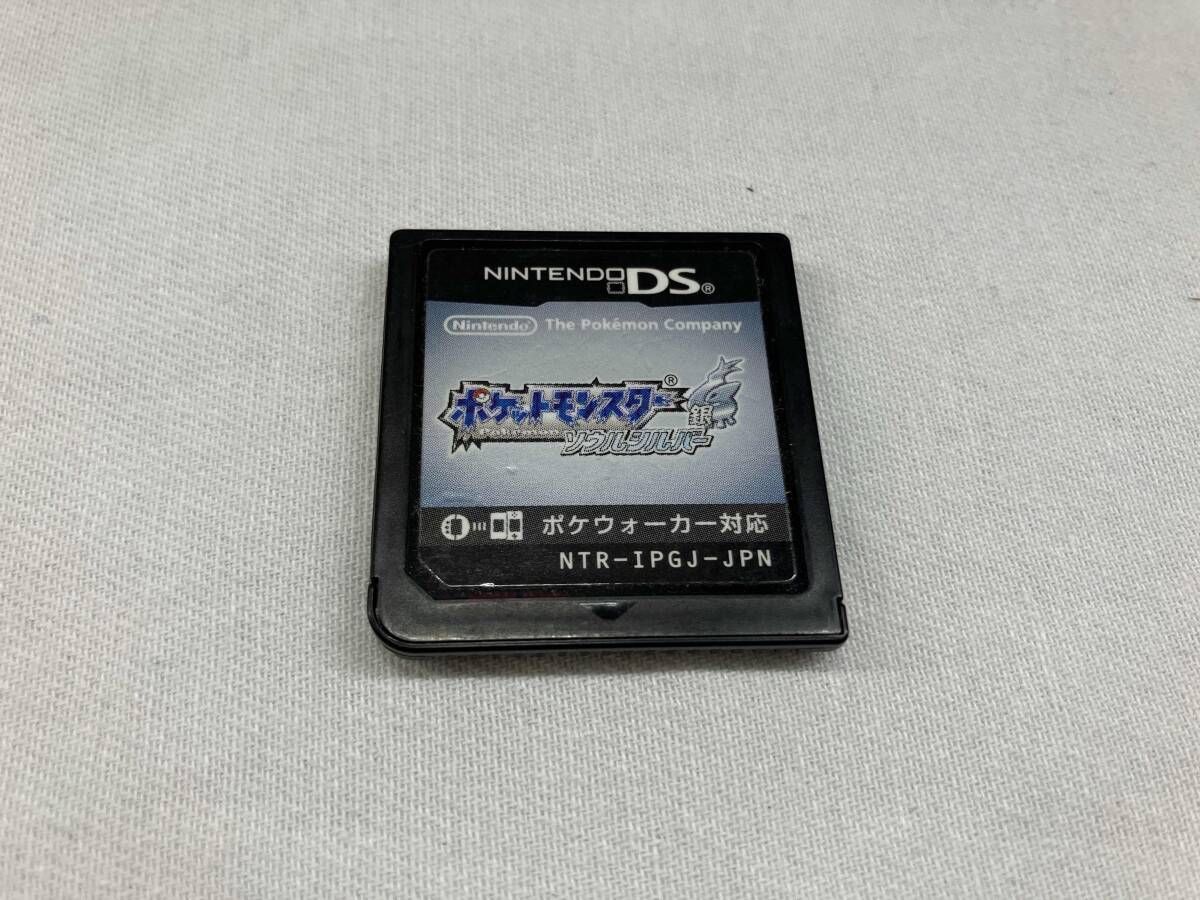 NINTENDO DS®
Nintendo® The Pokémon Company
ポケットモンスター®
銀
ソウルシルバー
ポケウォーカー対応
NTR-IPGJ-JPN